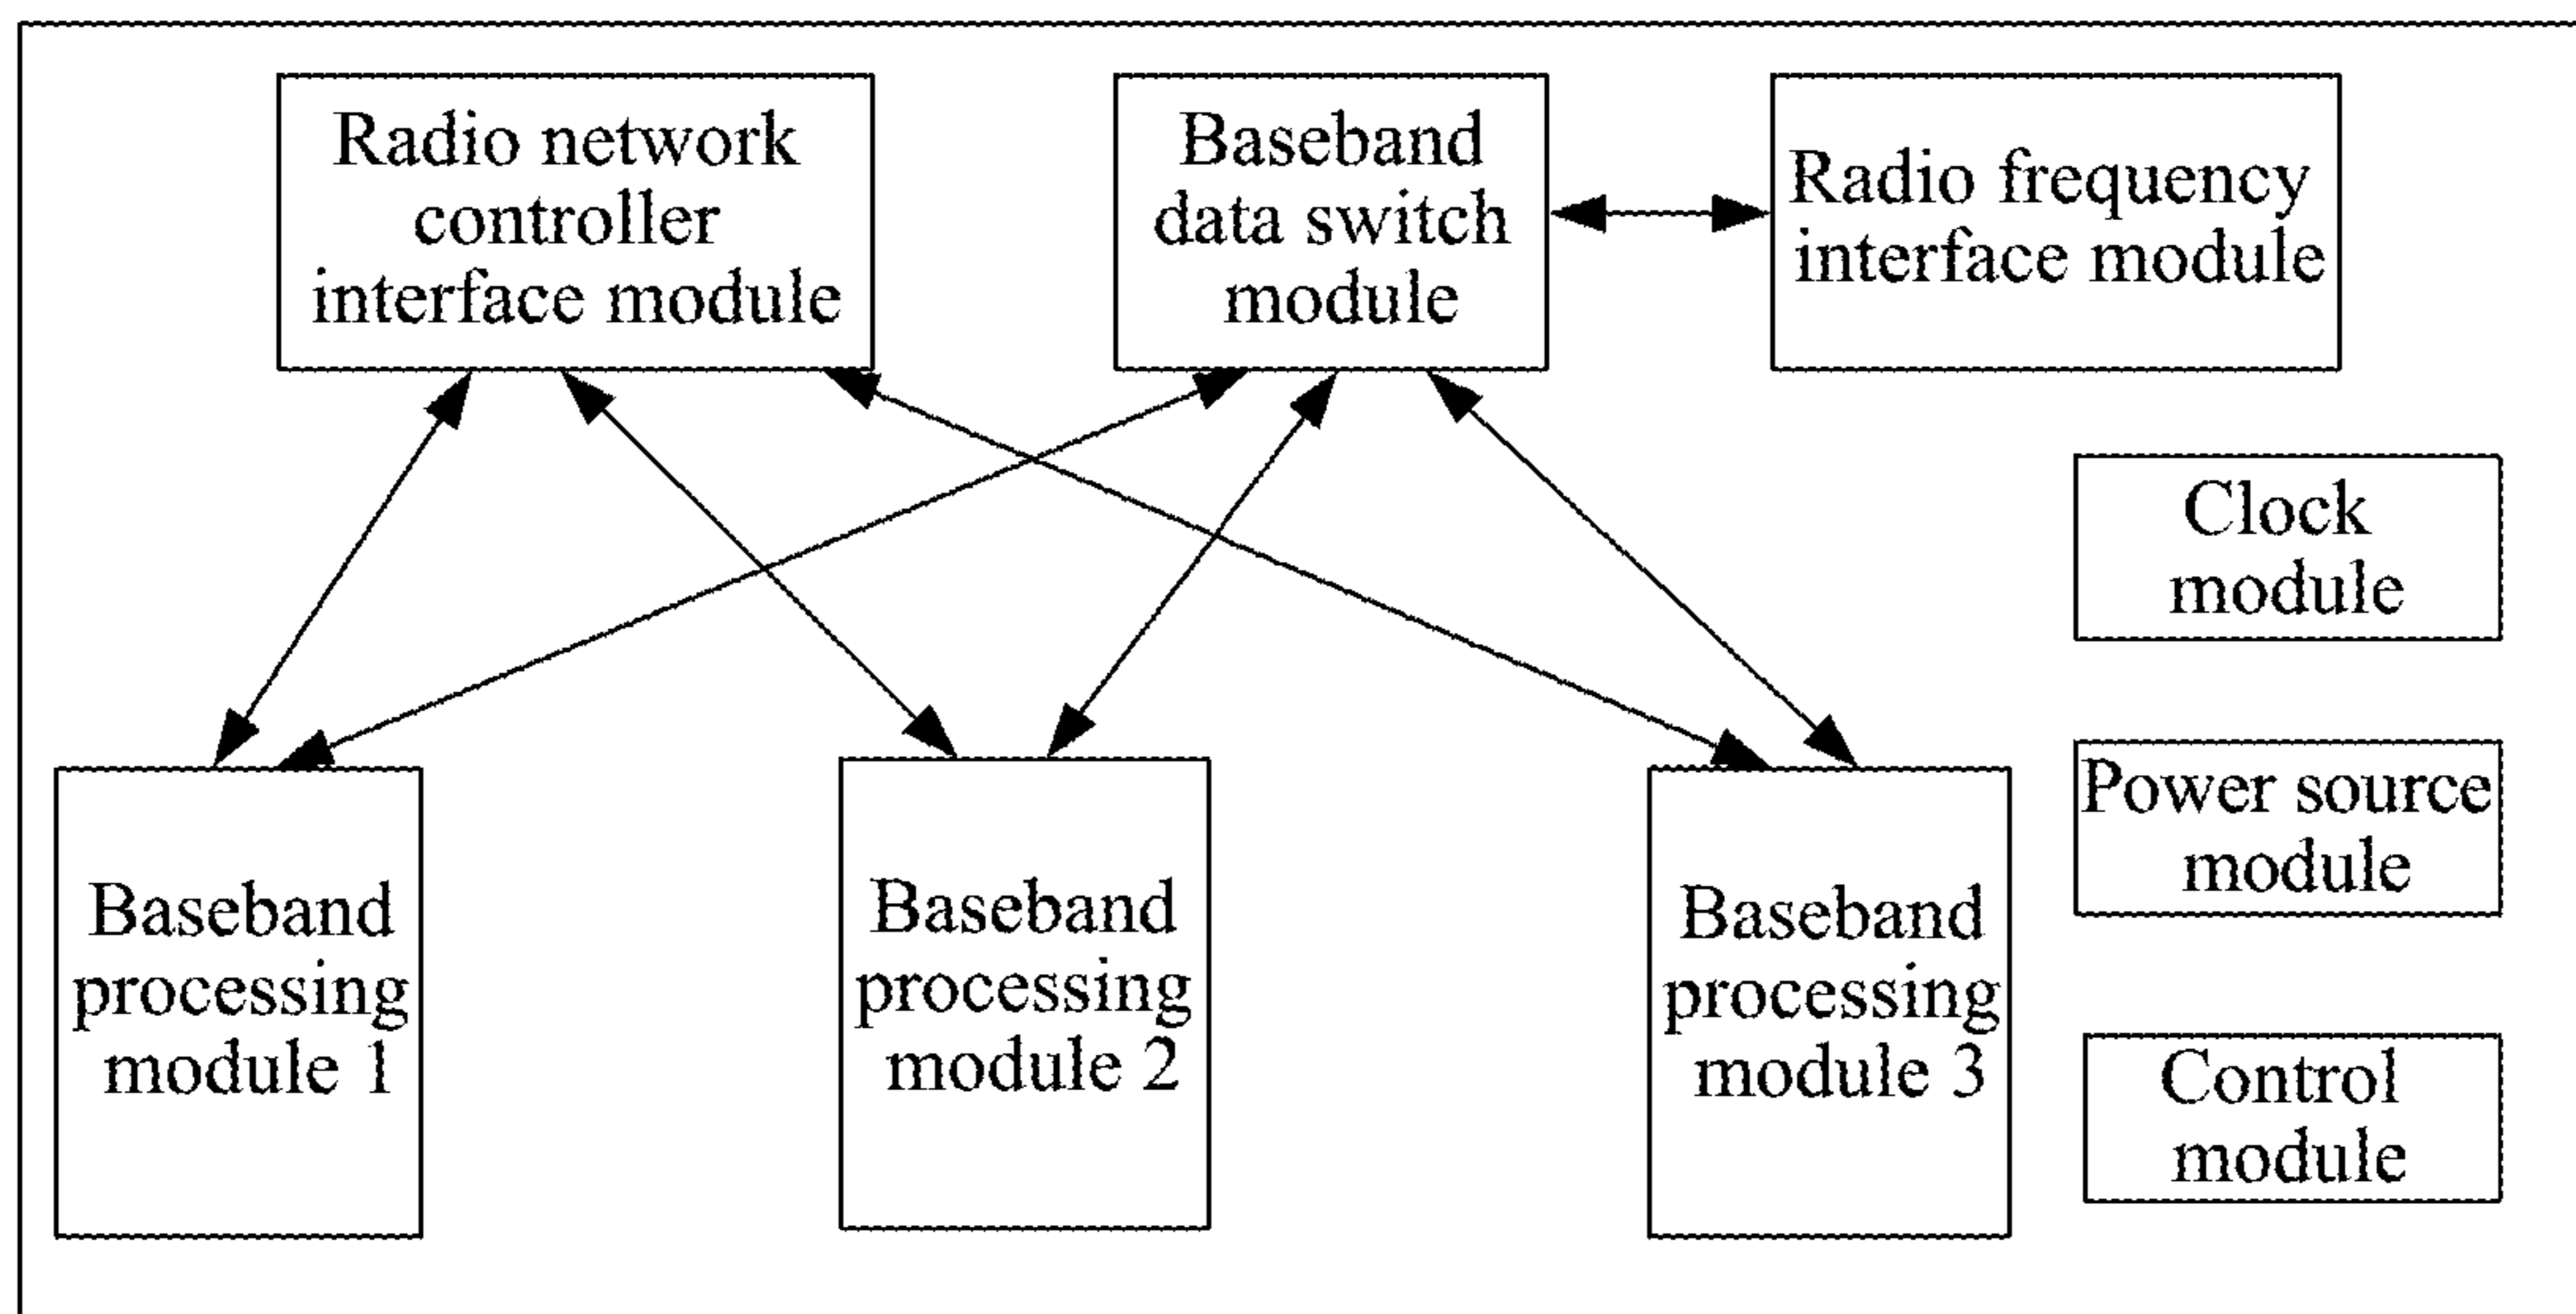 Radio network
controller
interface module
Baseband
data switch
module
Radio frequency
interface module
Clock
module
Power source
module
Control
module
Baseband
processing
module 1
Baseband
processing
module 2
Baseband
processing
module 3